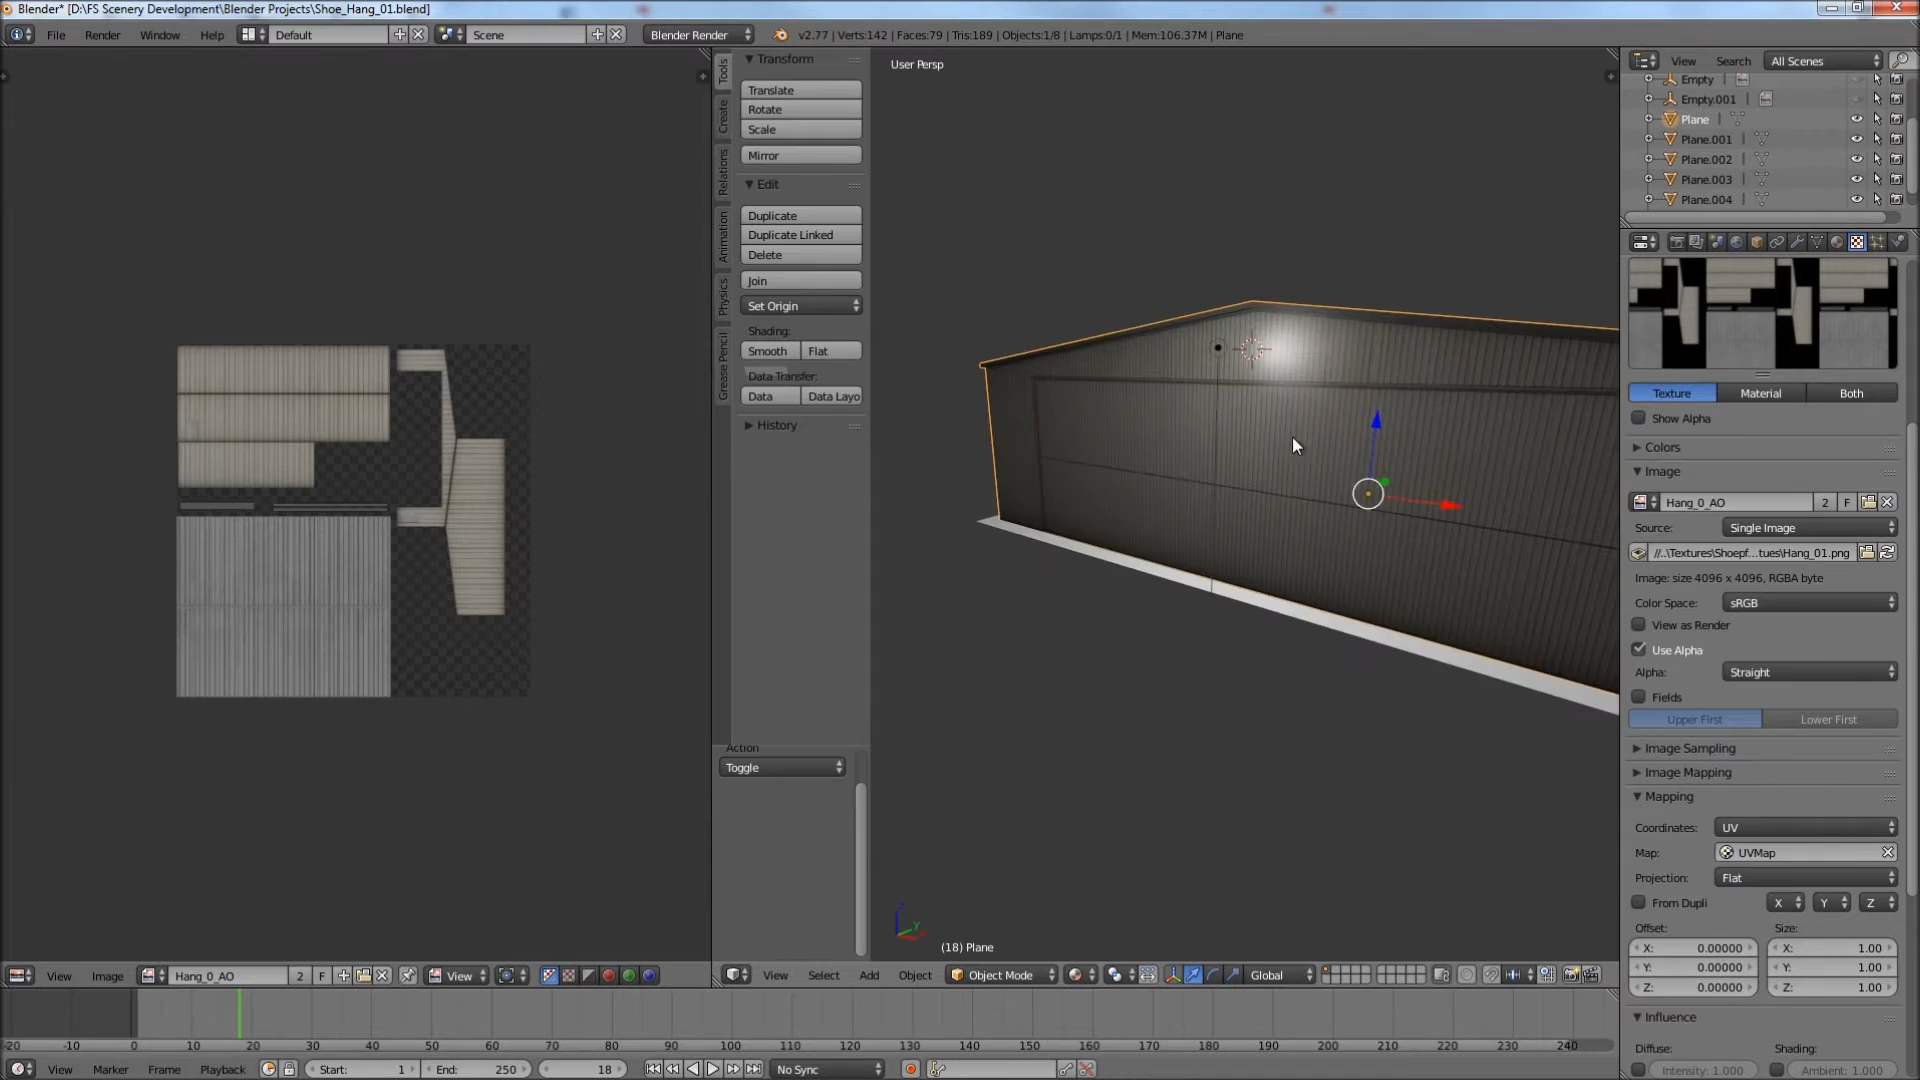 Blender* [D:\FS Scenery Development\Blender Projects\Shoe_Hang_01.blend]
File Render Window Help Default Scene Blender Render v2.77 | Verts:142 | Faces:79 | Tris:189 | Objects:1/8 | Lamps:0/1 | Mem:106.37M | Plane
Tools
Create
Relations
Animation
Physics
Grease Pencil
Transform
Translate
Rotate
Scale
Mirror
Edit
Duplicate
Duplicate Linked
Delete
Join
Set Origin
Shading:
Smooth Flat
Data Transfer:
Data Data Layo
History
Action
Toggle
User Persp
(18) Plane
View Search All Scenes
Empty
Empty.001
Plane
Plane.001
Plane.002
Plane.003
Plane.004
Texture Material Both
Show Alpha
Colors
Image
Hang_0_AO 2 F
Source: Single Image
//..\Textures\Shoepf...tues\Hang_01.png
Image: size 4096 x 4096, RGBA byte
Color Space: sRGB
View as Render
Use Alpha
Alpha: Straight
Fields
Upper First Lower First
Image Sampling
Image Mapping
Mapping
Coordinates: UV
Map: UVMap
Projection: Flat
From Dupli X Y Z
Offset: Size:
X: 0.00000 X: 1.00
Y: 0.00000 Y: 1.00
Z: 0.00000 Z: 1.00
Influence
Diffuse: Shading:
Intensity: 1.000 Ambient: 1.000
View Image Hang_0_AO 2 F View
View Select Add Object Object Mode Global
-20 -10 0 10 20 30 40 50 60 70 80 90 100 110 120 130 140 150 160 170 180 190 200 210 220 230 240
View Marker Frame Playback Start: 1 End: 250 18 No Sync